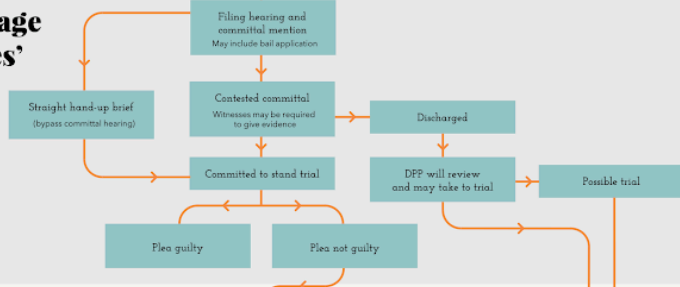 age
es’
Filing hearing and
committal mention
May include bail application
Straight hand-up brief
(bypass committal hearing)
Contested committal
Witnesses may be required
to give evidence
Discharged
Committed to stand trial
DPP will review
and may take to trial
Possible trial
Plea guilty
Plea not guilty